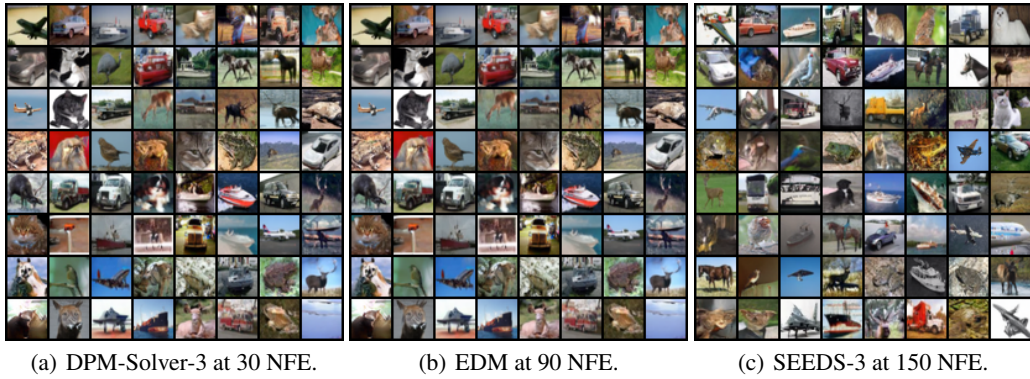 (a) DPM-Solver-3 at 30 NFE.
(b) EDM at 90 NFE.
(c) SEEDS-3 at 150 NFE.